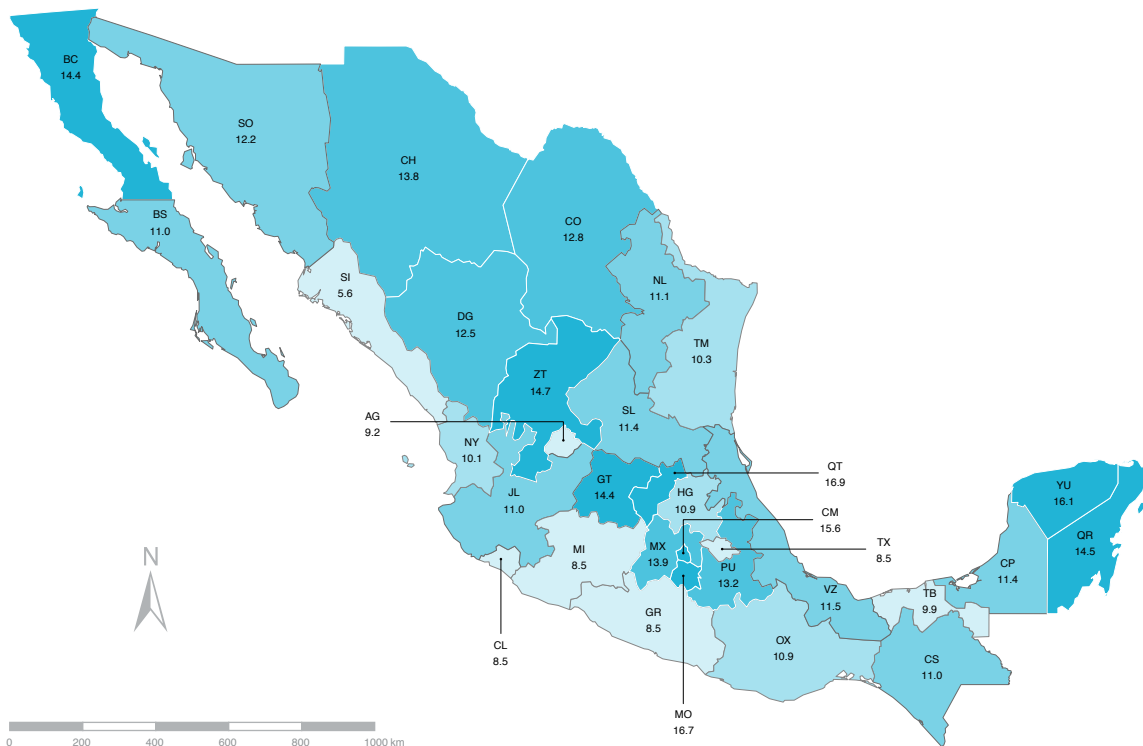 BC
14.4
SO
12.2
CH
13.8
BS
11.0
CO
12.8
SI
5.6
NL
11.1
DG
12.5
TM
10.3
ZT
14.7
AG
9.2
SL
11.4
NY
10.1
QT
16.9
GT
14.4
JL
11.0
HG
10.9
YU
16.1
CM
15.6
QR
14.5
TX
8.5
MX
13.9
MI
8.5
PU
13.2
CP
11.4
VZ
11.5
TB
9.9
GR
8.5
CL
8.5
OX
10.9
CS
11.0
MO
16.7
N
0 200 400 600 800 1000 km